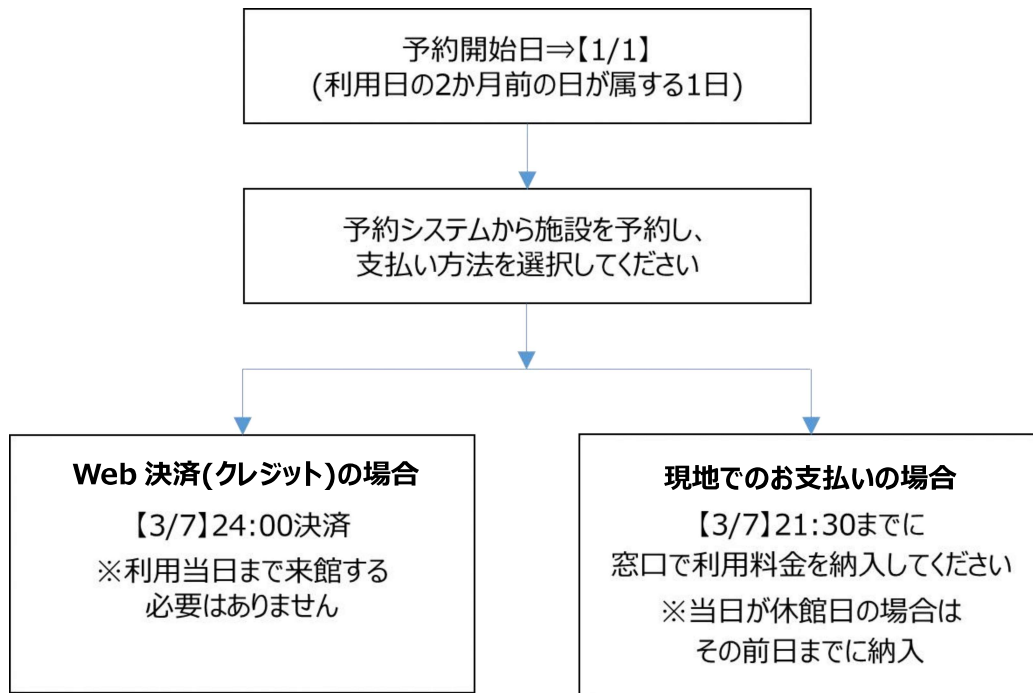 予約開始日⇒【1/1】
(利用日の2か月前の日が属する1日)
予約システムから施設を予約し、
支払い方法を選択してください
Web 決済(クレジット)の場合
【3/7】24:00決済
※利用当日まで来館する
必要はありません
現地でのお支払いの場合
【3/7】21:30までに
窓口で利用料金を納入してください
※当日が休館日の場合は
その前日までに納入